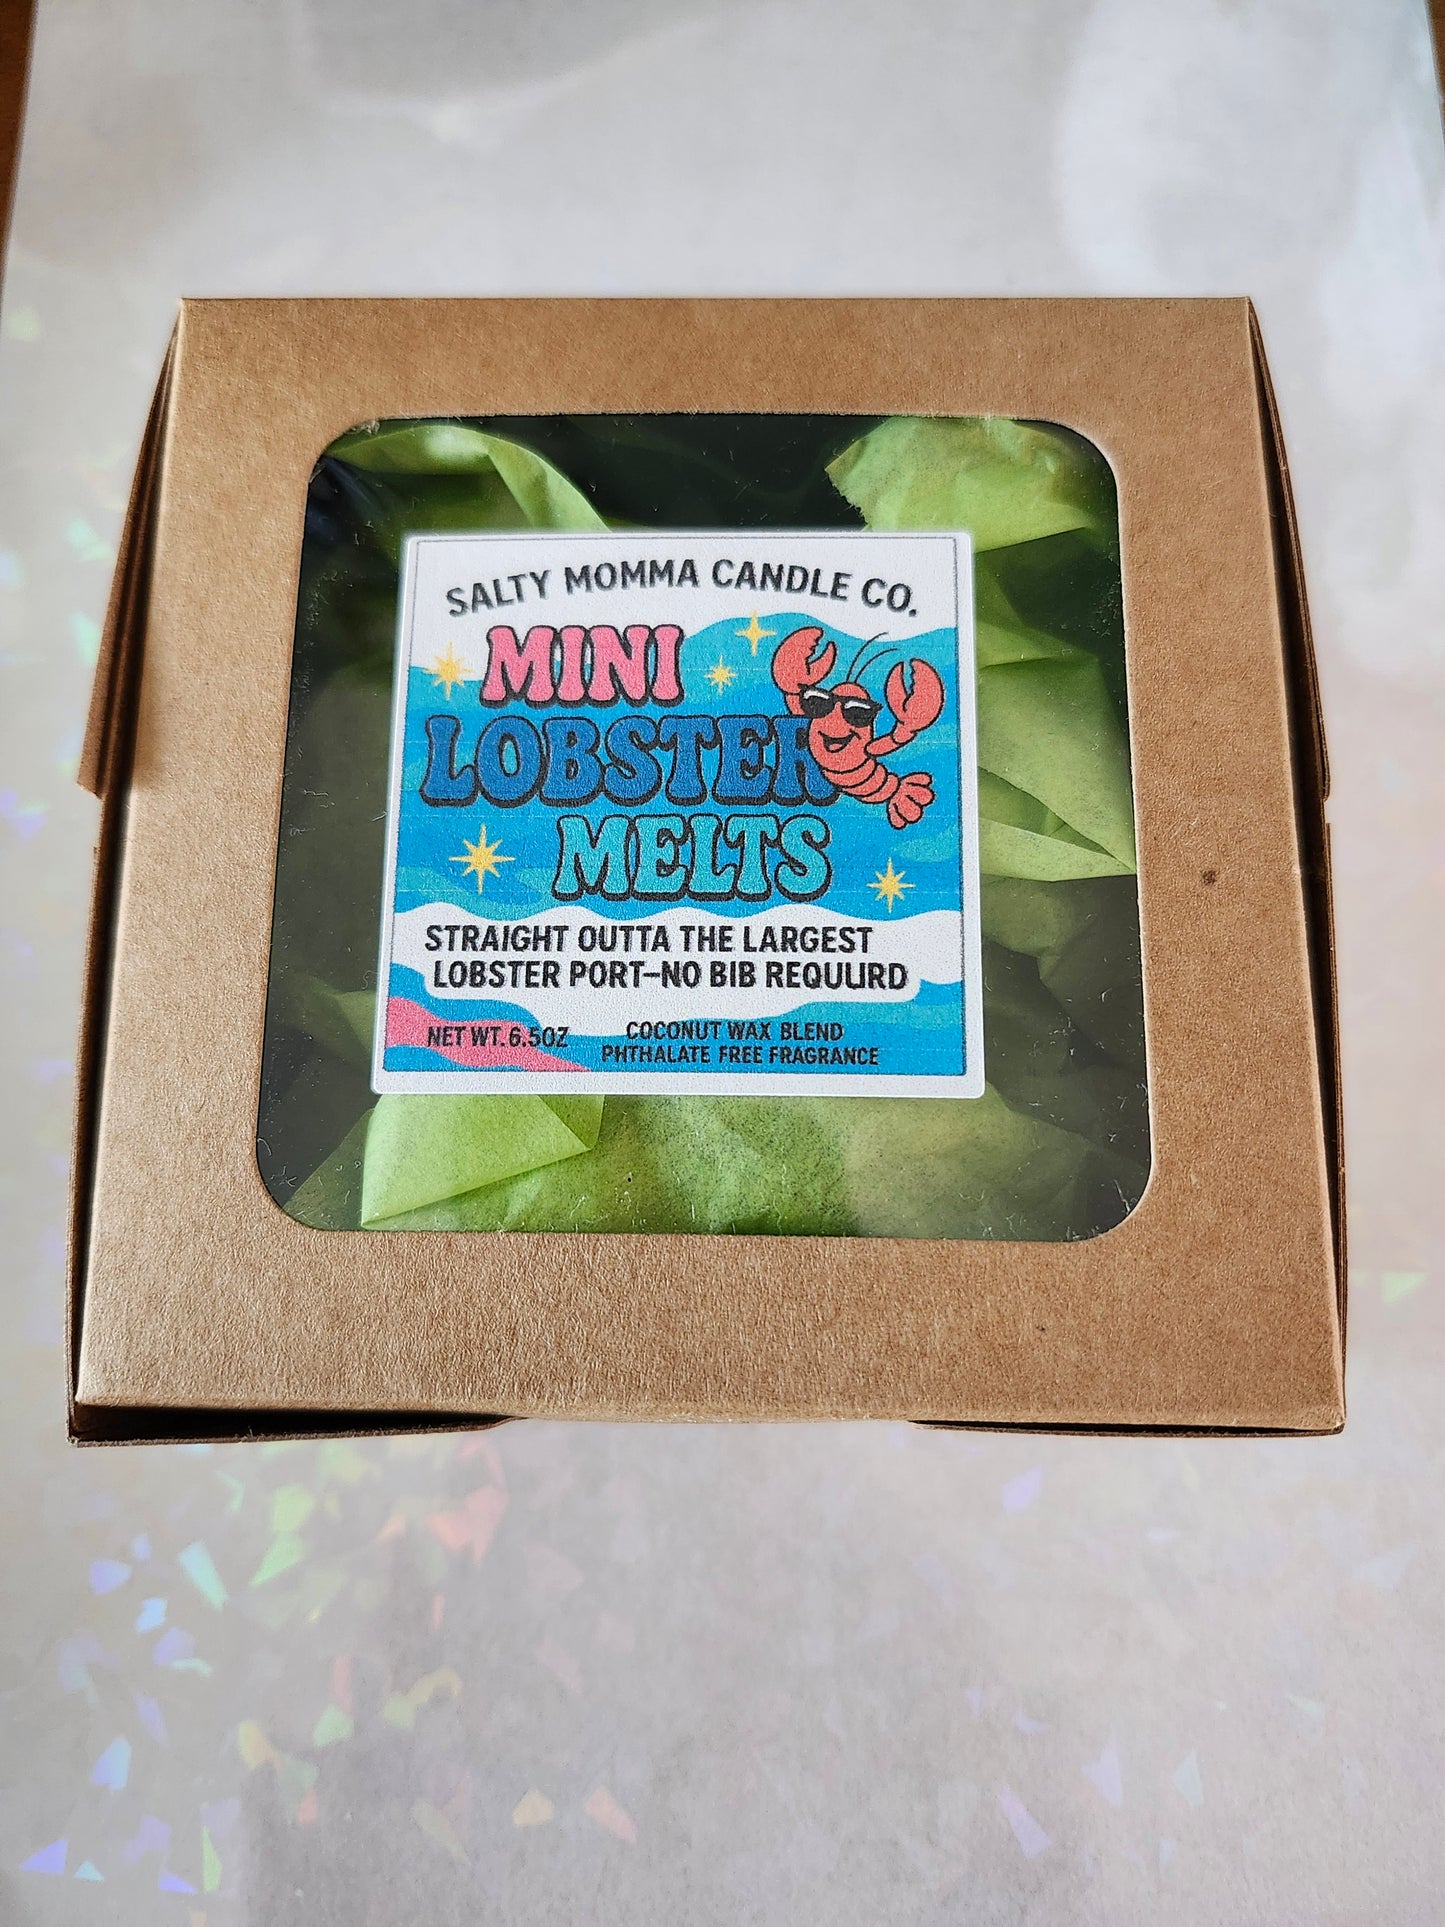 SALTY MOMMA CANDLE CO.
MINI
LOBSTER
MELTS
STRAIGHT OUTTA THE LARGEST
LOBSTER PORT–NO BIB REQUURD
NET WT. 6.5OZ
COCONUT WAX BLEND
PHTHALATE FREE FRAGRANCE